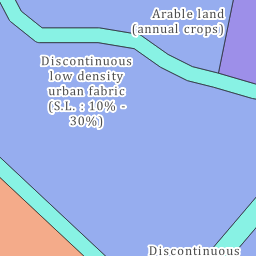 Arable land
(annual crops)
Discontinuous
low density
urban fabric
(S.L. : 10% -
30%)
Discontinuous